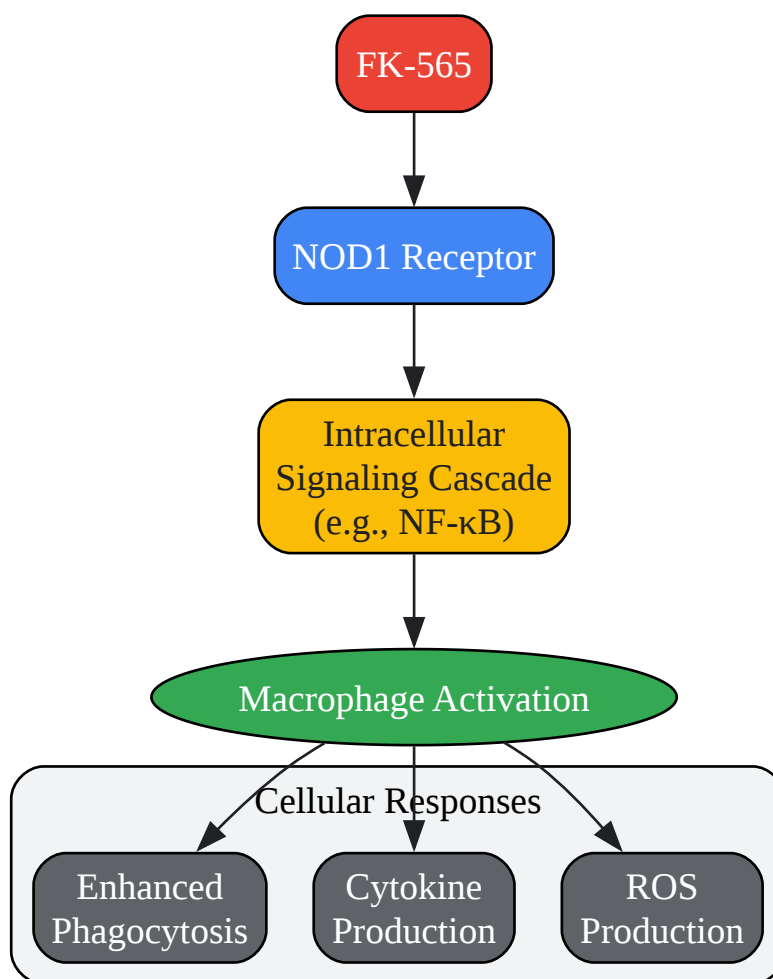 FK-565
NOD1 Receptor
Intracellular
Signaling Cascade
(e.g., NF-κB)
Macrophage Activation
Cellular Responses
Enhanced
Phagocytosis
Cytokine
Production
ROS
Production